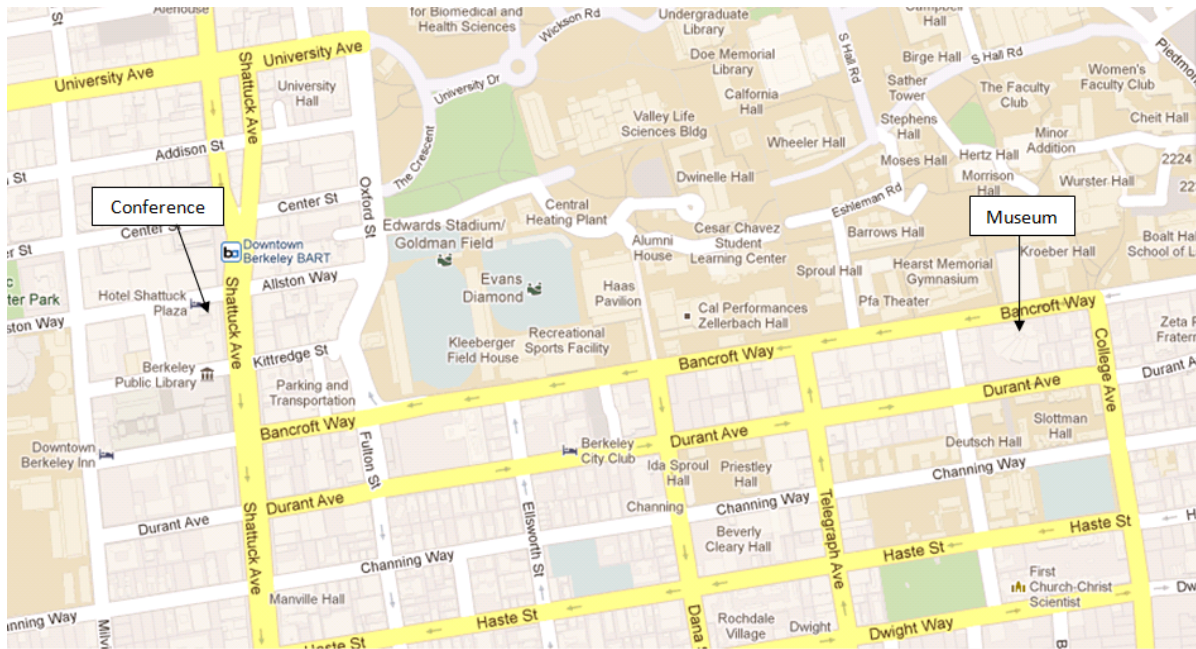 Alehouse
for Biomedical and
Health Sciences
Wickson Rd
Undergraduate
Library
Campbell
Hall
Doe Memorial
Library
S Hall Rd
Birge Hall
S Hall Rd
Women's
Faculty Club
University Ave
University Ave
Shattuck Ave
University
Hall
University Dr
Calfornia
Hall
Sather
Tower
The Faculty
Club
Valley Life
Sciences Bldg
Stephens
Hall
Cheit Hall
Addison St
Wheeler Hall
Minor
Addition
Moses Hall
Hertz Hall
2224
The Crescent
Dwinelle Hall
Morrison
Hall
Wurster Hall
Oxford St
Conference
Center St
Center St
Central
Heating Plant
Eshleman Rd
Museum
Edwards Stadium/
Goldman Field
Cesar Chavez
Student
Learning Center
Barrows Hall
Kroeber Hall
Boalt Hall
School of L
Downtown
Berkeley BART
Alumni
House
Allston Way
Evans
Diamond
Haas
Pavilion
Sproul Hall
Hearst Memorial
Gymnasium
Hotel Shattuck
Plaza
Pfa Theater
ter Park
ston Way
Shattuck Ave
Cal Performances
Zellerbach Hall
Bancroft Way
Kittredge St
Kleeberger
Field House
Recreational
Sports Facility
Bancroft Way
College Ave
Zeta
Fratern
Berkeley
Public Library
Parking and
Transportation
Durant Ave
Durant A
Bancroft Way
Slottman
Hall
Downtown
Berkeley Inn
Fulton St
Berkeley
City Club
Durant Ave
Deutsch Hall
Ida Sproul
Hall
Priestley
Hall
Channing Way
Durant Ave
Durant Ave
Shattuck Ave
Ellsworth St
Channing
Channing Way
Telegraph Ave
Haste St
Beverly
Cleary Hall
Channing Way
Haste St
Manville Hall
First
Church-Christ
Scientist
nning Way
Haste St
Haste St
Dana
Rochdale
Village
Dwight
Dwight Way